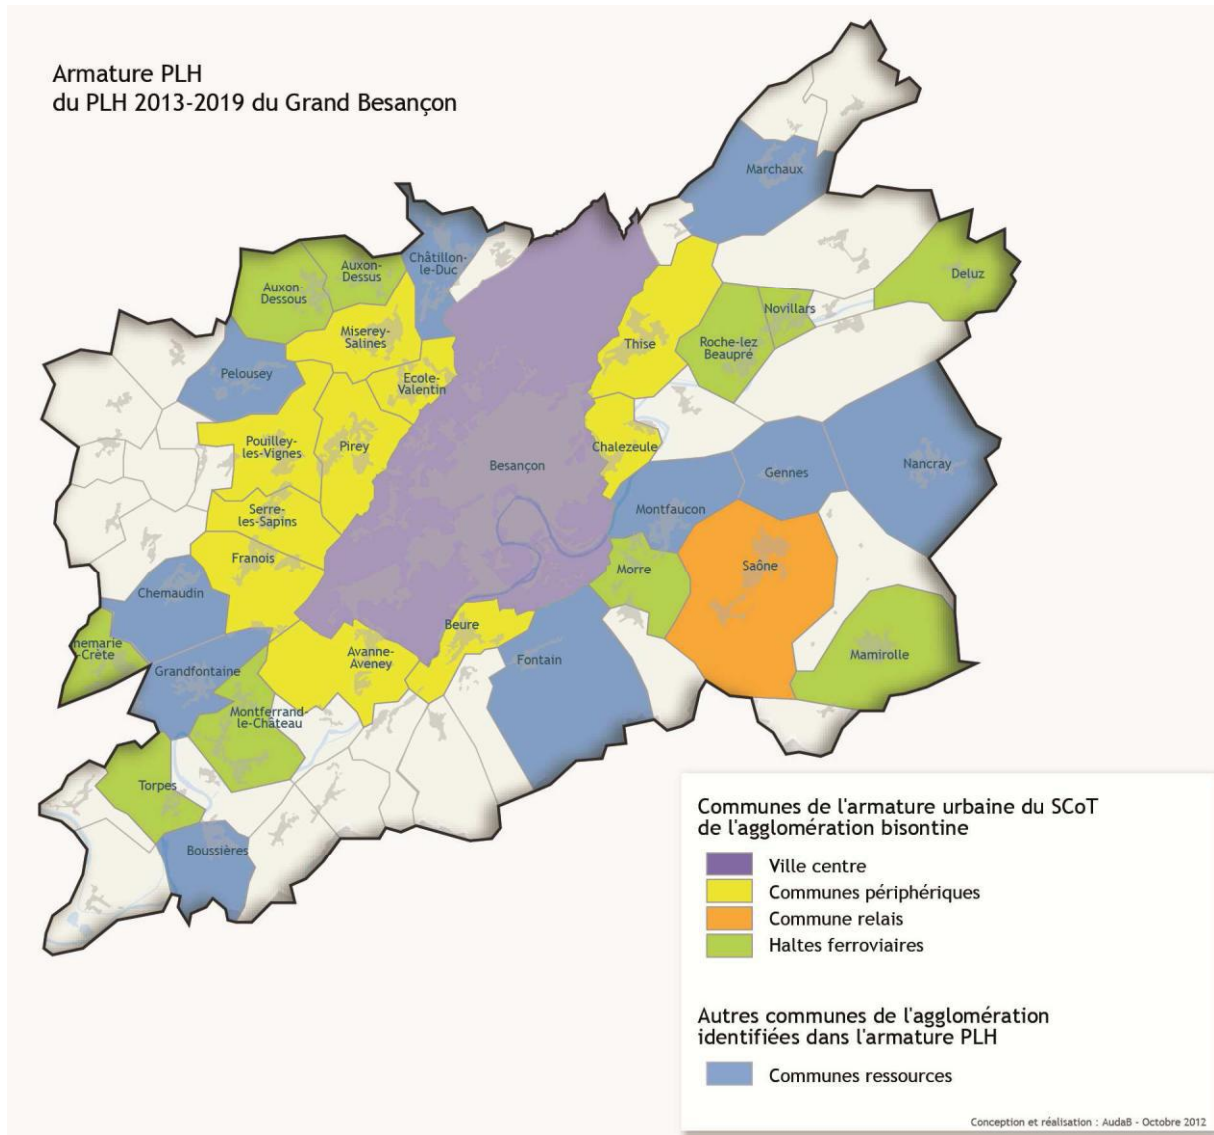 Armature PLH
du PLH 2013-2019 du Grand Besançon
Marchaux
Châtillon-
le-Duc
Auxon-
Dessus
Auxon-
Dessous
Deluz
Novillars
Miserey-
Salines
Thise
Roche-lez
Beaupré
Pelousey
Ecole-
Valentin
Pouilley-
les-Vignes
Pirey
Chalezeule
Besançon
Gennes
Nancray
Serre-
les-Sapins
Montfaucon
Franois
Saône
Morre
Chemaudin
Beure
nemarie
-Crète
Avanne-
Aveney
Fontain
Mamirolle
Grandfontaine
Montferrand-
le-Château
Torpes
Boussières
Communes de l'armature urbaine du SCoT
de l'agglomération bisontine
Ville centre
Communes périphériques
Commune relais
Haltes ferroviaires
Autres communes de l'agglomération
identifiées dans l'armature PLH
Communes ressources
Conception et réalisation : AudaB - Octobre 2012